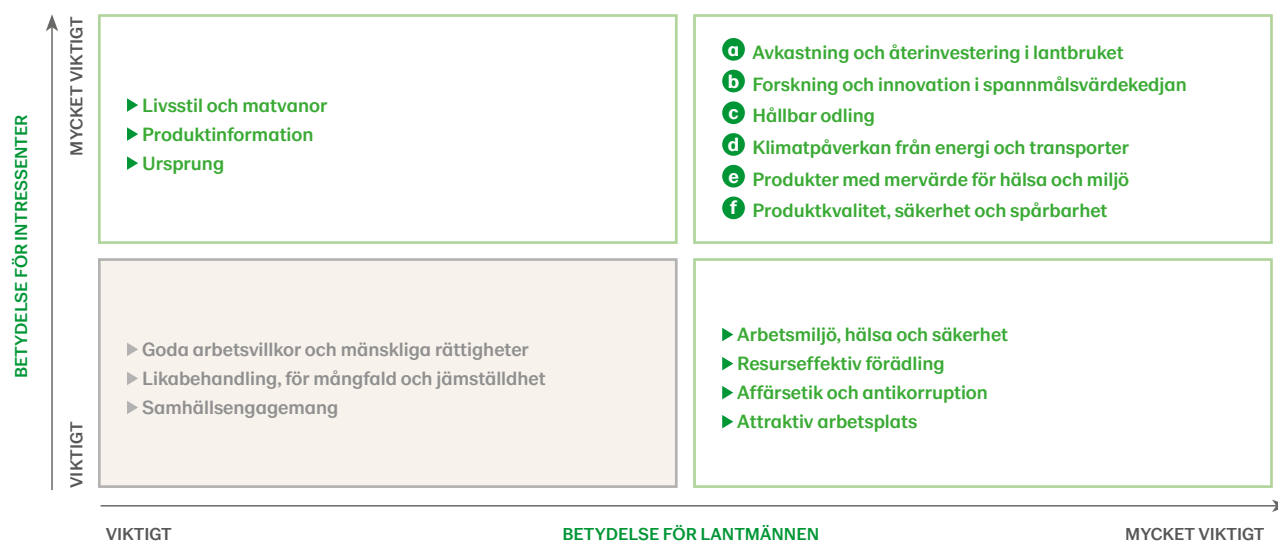 BETYDELSE FÖR INTRESSENTER
MYCKET VIKTIGT
VIKTIGT
Livsstil och matvanor
Produktinformation
Ursprung
a Avkastning och återinvestering i lantbruket
b Forskning och innovation i spannmålsvärdekedjan
c Hållbar odling
d Klimatpåverkan från energi och transporter
e Produkter med mervärde för hälsa och miljö
f Produktkvalitet, säkerhet och spårbarhet
Goda arbetsvillkor och mänskliga rättigheter
Likabehandling, för mångfald och jämställdhet
Samhällsengagemang
Arbetsmiljö, hälsa och säkerhet
Resurseffektiv förädling
Affärsetik och antikorruption
Attraktiv arbetsplats
VIKTIGT
BETYDELSE FÖR LANTMÄNNEN
MYCKET VIKTIGT